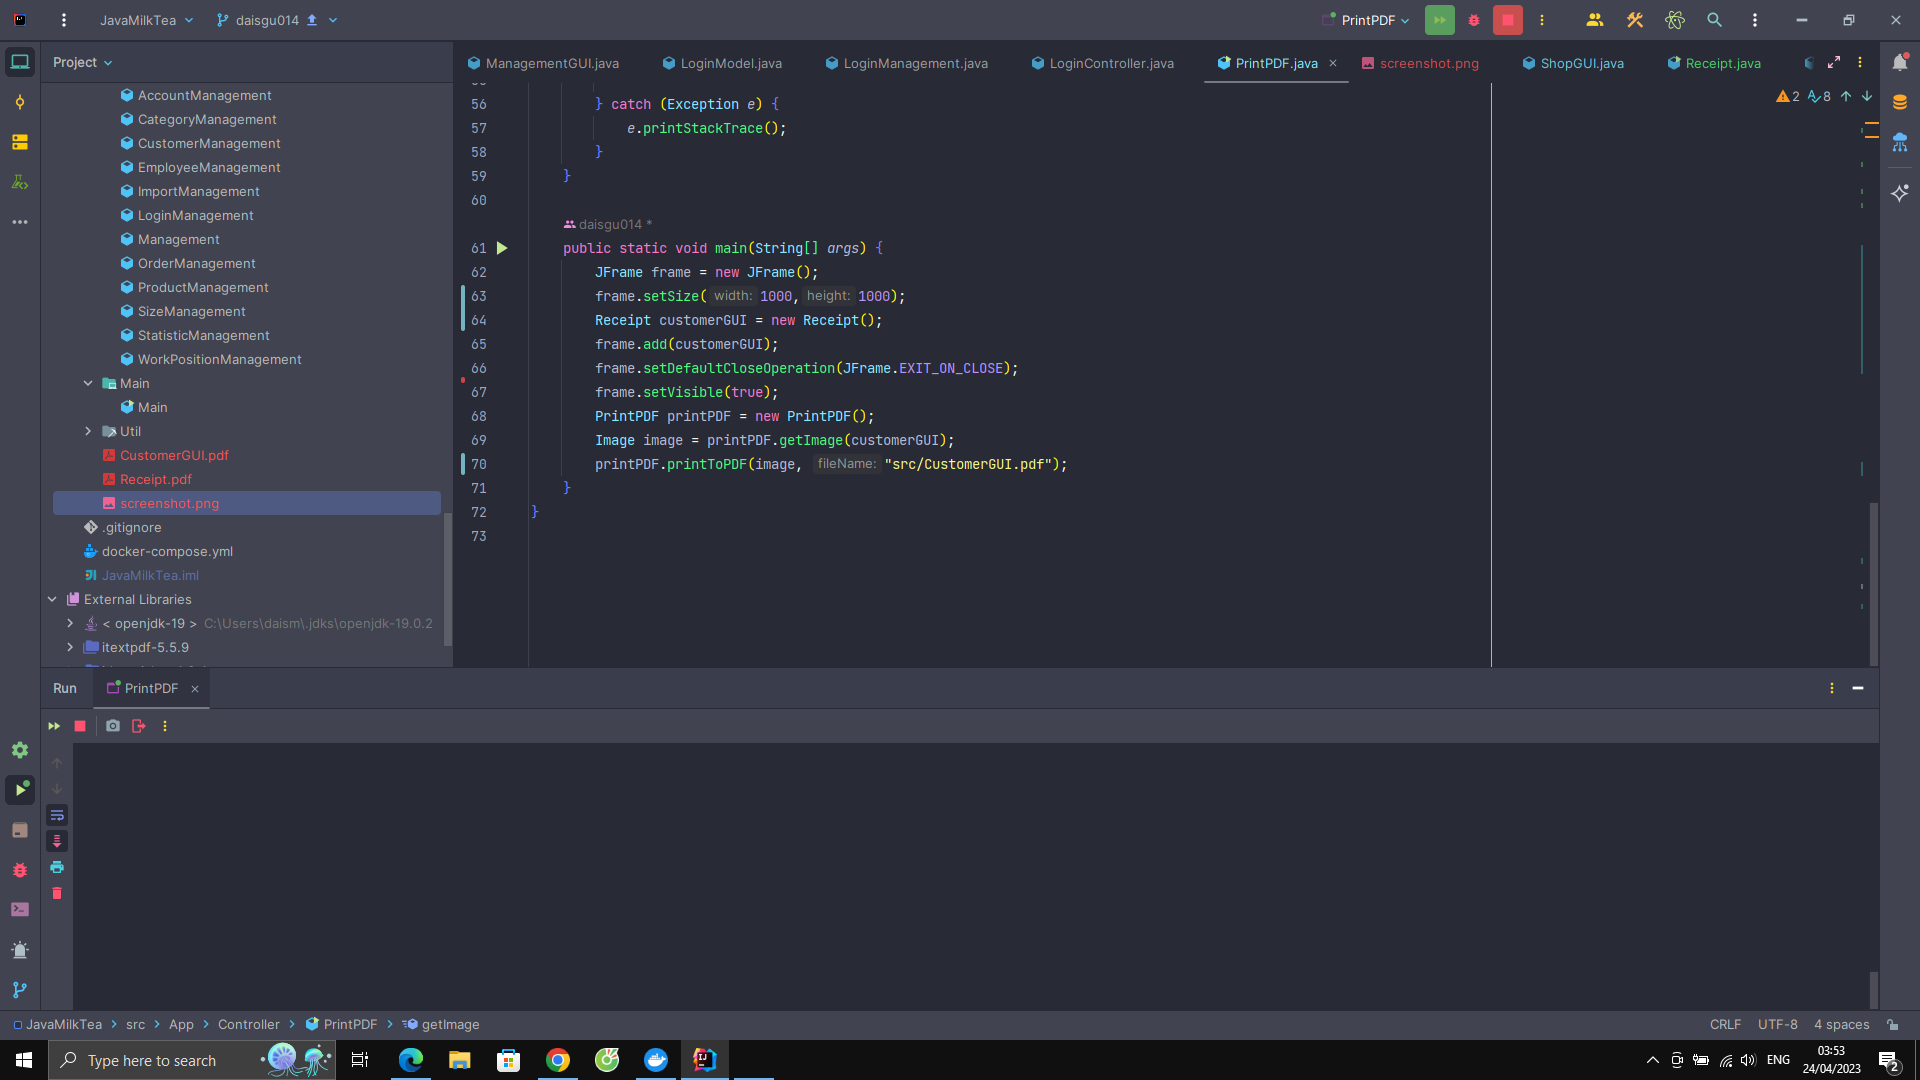 JavaMilkTea
daisgu014
PrintPDF
Project
ManagementGUI.java
LoginModel.java
LoginManagement.java
LoginController.java
PrintPDF.java
screenshot.png
ShopGUI.java
Receipt.java
AccountManagement
CategoryManagement
CustomerManagement
EmployeeManagement
ImportManagement
LoginManagement
Management
OrderManagement
ProductManagement
SizeManagement
StatisticManagement
WorkPositionManagement
Main
Main
Util
CustomerGUI.pdf
Receipt.pdf
screenshot.png
.gitignore
docker-compose.yml
JavaMilkTea.iml
External Libraries
< openjdk-19 > C:\Users\daism\.jdks\openjdk-19.0.2
itextpdf-5.5.9
2 8
56 } catch (Exception e) {
57 e.printStackTrace();
58 }
59 }
60
daisgu014 *
61 public static void main(String[] args) {
62 JFrame frame = new JFrame();
63 frame.setSize( width: 1000, height: 1000);
64 Receipt customerGUI = new Receipt();
65 frame.add(customerGUI);
66 frame.setDefaultCloseOperation(JFrame.EXIT_ON_CLOSE);
67 frame.setVisible(true);
68 PrintPDF printPDF = new PrintPDF();
69 Image image = printPDF.getImage(customerGUI);
70 printPDF.printToPDF(image, fileName: "src/CustomerGUI.pdf");
71 }
72 }
73
Run PrintPDF
JavaMilkTea > src > App > Controller > PrintPDF > getImage
CRLF UTF-8 4 spaces
Type here to search
ENG
03:53
24/04/2023
2